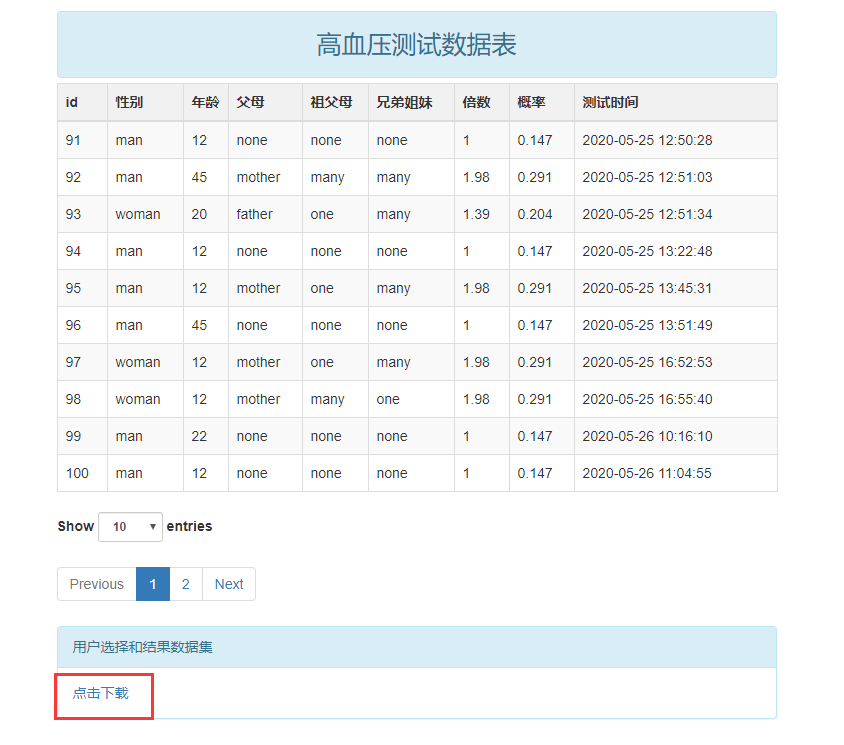 高血压测试数据表
id 性别 年龄 父母 祖父母 兄弟姐妹 倍数 概率 测试时间
91 man 12 none none none 1 0.147 2020-05-25 12:50:28
92 man 45 mother many many 1.98 0.291 2020-05-25 12:51:03
93 woman 20 father one many 1.39 0.204 2020-05-25 12:51:34
94 man 12 none none none 1 0.147 2020-05-25 13:22:48
95 man 12 mother one many 1.98 0.291 2020-05-25 13:45:31
96 man 45 none none none 1 0.147 2020-05-25 13:51:49
97 woman 12 mother one many 1.98 0.291 2020-05-25 16:52:53
98 woman 12 mother many one 1.98 0.291 2020-05-25 16:55:40
99 man 22 none none none 1 0.147 2020-05-26 10:16:10
100 man 12 none none none 1 0.147 2020-05-26 11:04:55
Show 10 entries
Previous 1 2 Next
用户选择和结果数据集
点击下载